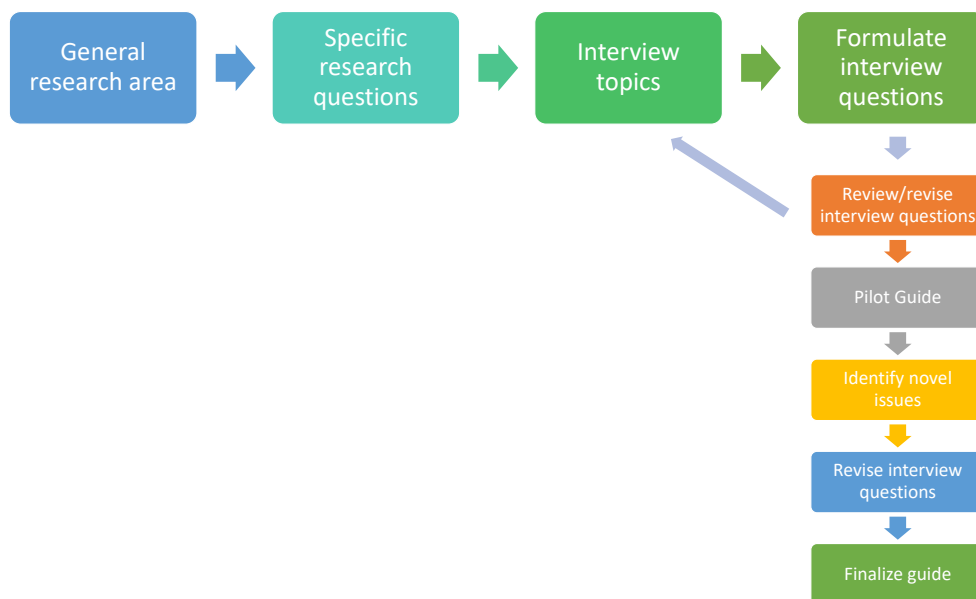 General
research area
Specific
research
questions
Interview
topics
Formulate
interview
questions
Review/revise
interview questions
Pilot Guide
Identify novel
issues
Revise interview
questions
Finalize guide